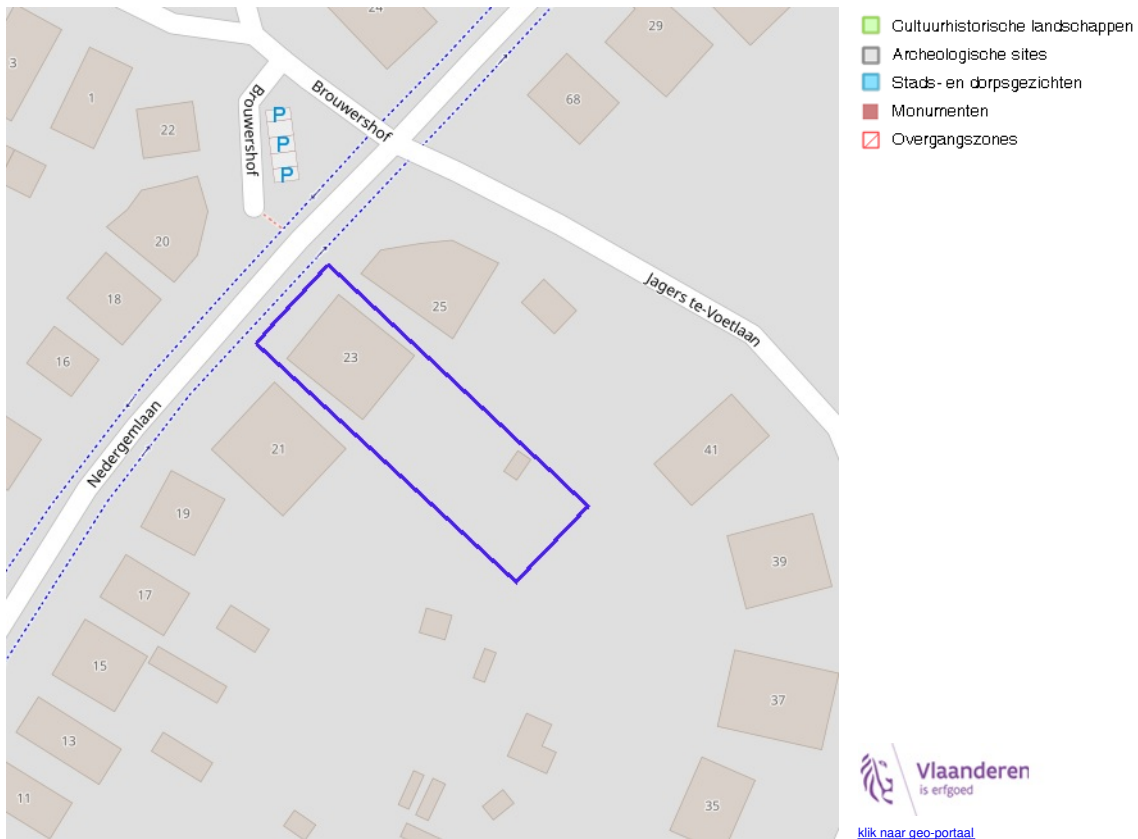 24
29
3
1
22
68
Brouwershof
Brouwershof
P
P
P
20
18
16
25
23
21
Jagers te-Voetlaan
Nedergemlaan
19
17
15
13
11
41
39
37
35
Cultuurhistorische landschappen
Archeologische sites
Stads- en dorpsgezichten
Monumenten
Overgangszones
Vlaanderen
is erfgoed
klik naar geo-portaal